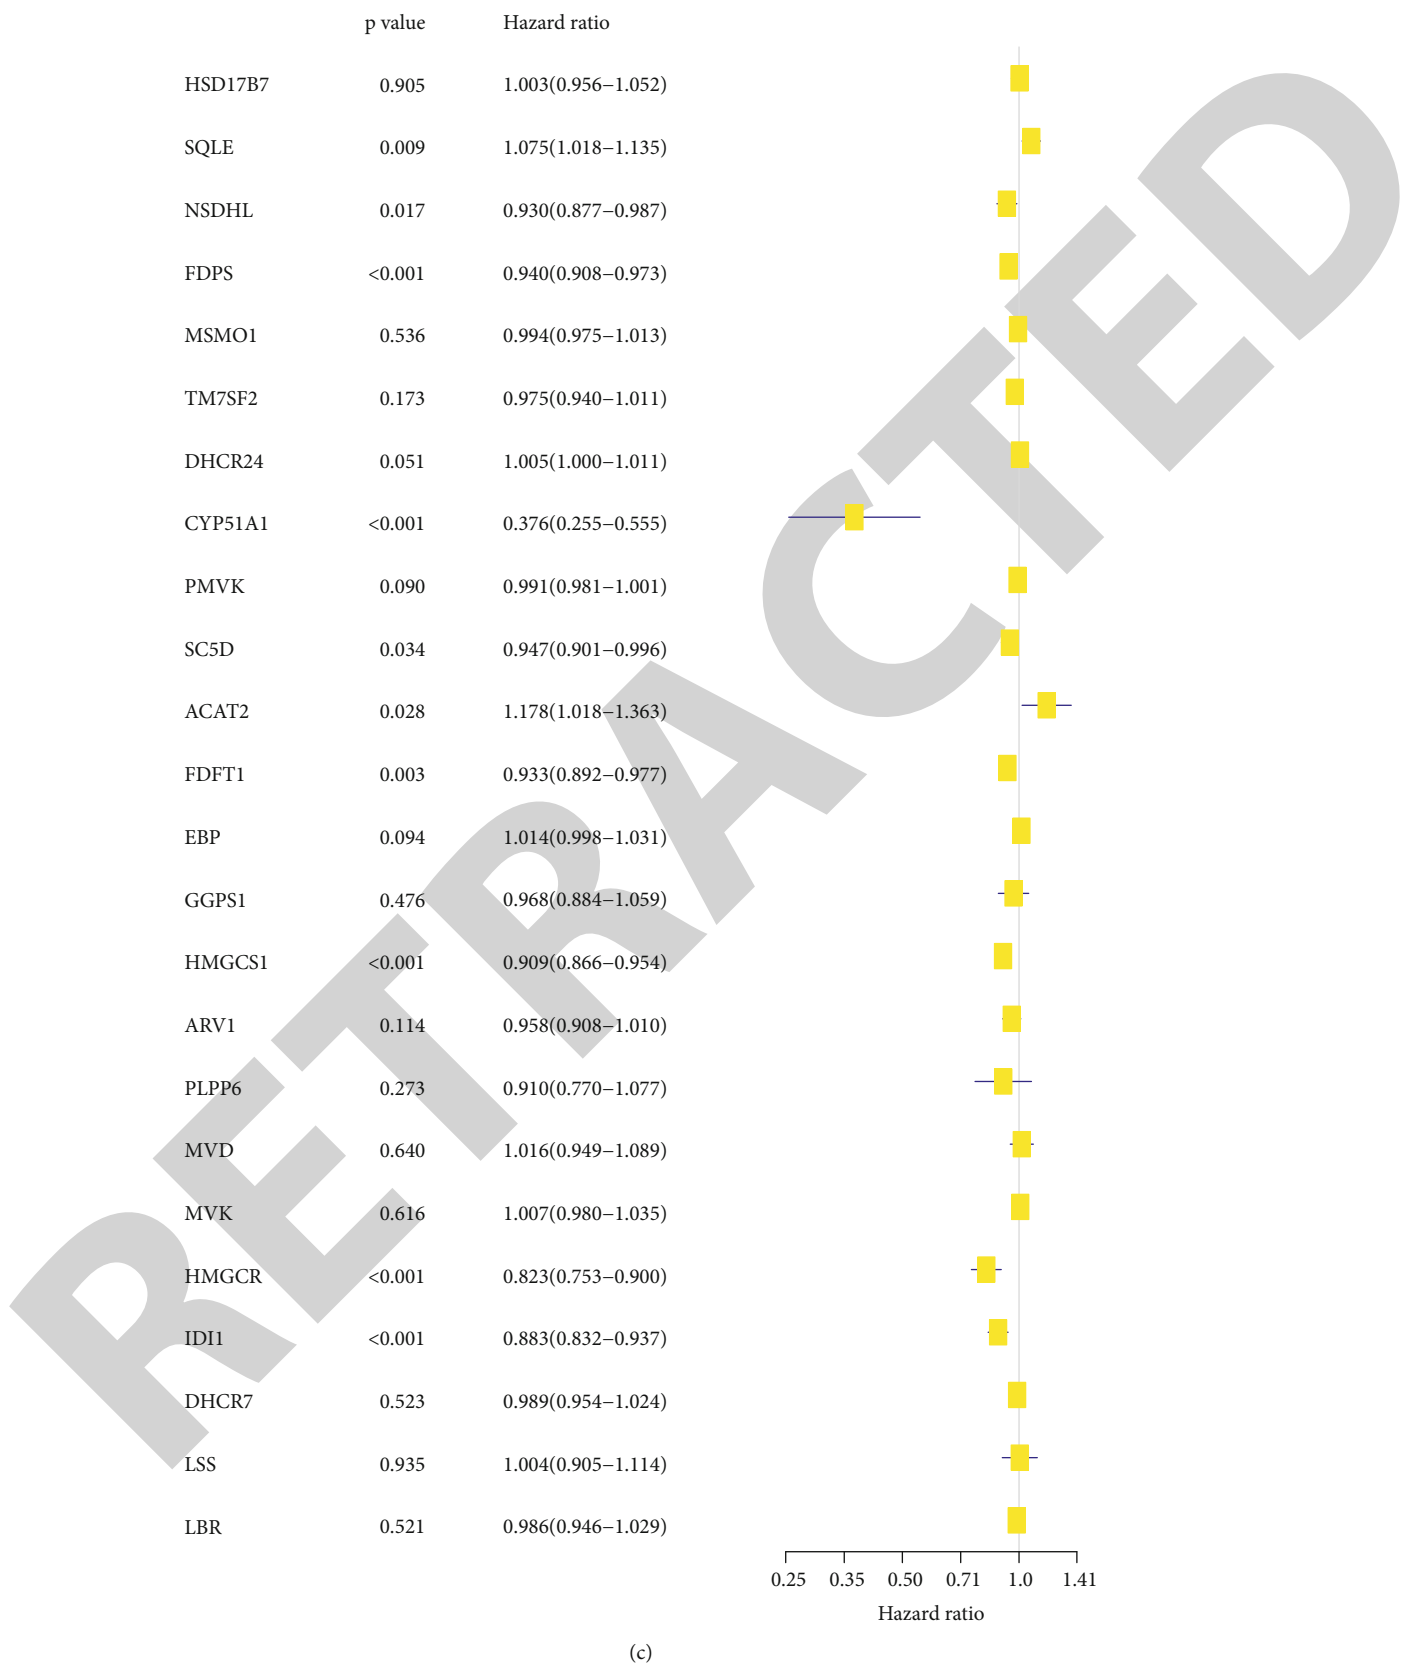 p value Hazard ratio
HSD17B7 0.905 1.003(0.956−1.052)
SQLE 0.009 1.075(1.018−1.135)
NSDHL 0.017 0.930(0.877−0.987)
FDPS <0.001 0.940(0.908−0.973)
MSMO1 0.536 0.994(0.975−1.013)
TM7SF2 0.173 0.975(0.940−1.011)
DHCR24 0.051 1.005(1.000−1.011)
CYP51A1 <0.001 0.376(0.255−0.555)
PMVK 0.090 0.991(0.981−1.001)
SC5D 0.034 0.947(0.901−0.996)
ACAT2 0.028 1.178(1.018−1.363)
FDFT1 0.003 0.933(0.892−0.977)
EBP 0.094 1.014(0.998−1.031)
GGPS1 0.476 0.968(0.884−1.059)
HMGCS1 <0.001 0.909(0.866−0.954)
ARV1 0.114 0.958(0.908−1.010)
PLPP6 0.273 0.910(0.770−1.077)
MVD 0.640 1.016(0.949−1.089)
MVK 0.616 1.007(0.980−1.035)
HMGCR <0.001 0.823(0.753−0.900)
IDI1 <0.001 0.883(0.832−0.937)
DHCR7 0.523 0.989(0.954−1.024)
LSS 0.935 1.004(0.905−1.114)
LBR 0.521 0.986(0.946−1.029)
0.25 0.35 0.50 0.71 1.0 1.41
Hazard ratio
(c)
RETRACTED